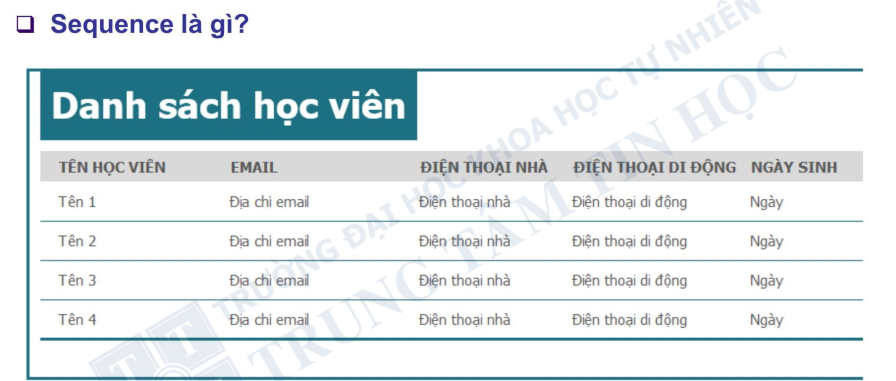 Sequence là gì?
Danh sách học viên
TÊN HỌC VIÊN EMAIL ĐIỆN THOẠI NHÀ ĐIỆN THOẠI DI ĐỘNG NGÀY SINH
Tên 1 Địa chỉ email Điện thoại nhà Điện thoại di động Ngày
Tên 2 Địa chỉ email Điện thoại nhà Điện thoại di động Ngày
Tên 3 Địa chỉ email Điện thoại nhà Điện thoại di động Ngày
Tên 4 Địa chỉ email Điện thoại nhà Điện thoại di động Ngày
TRƯỜNG ĐẠI HỌC KHOA HỌC TỰ NHIÊN
TRUNG TÂM TIN HỌC